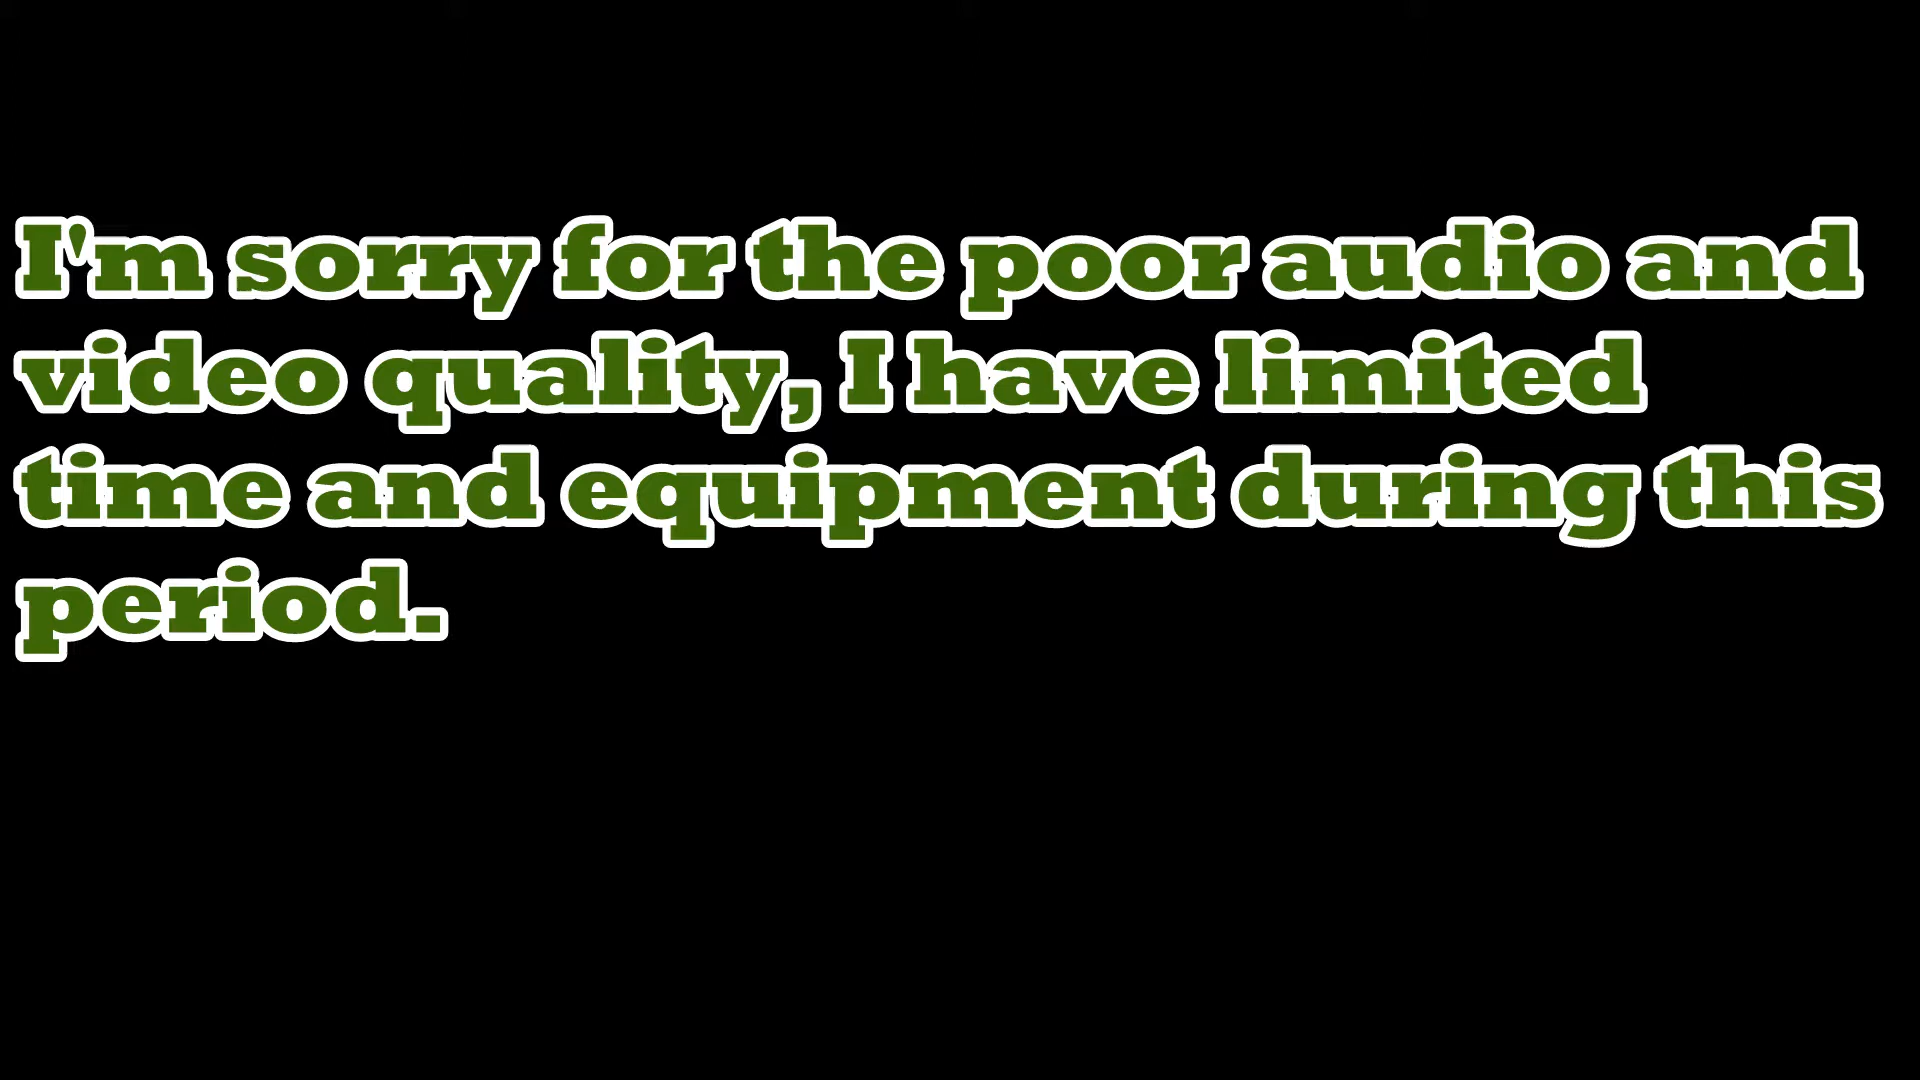 I'm sorry for the poor audio and
video quality, I have limited
time and equipment during this
period.